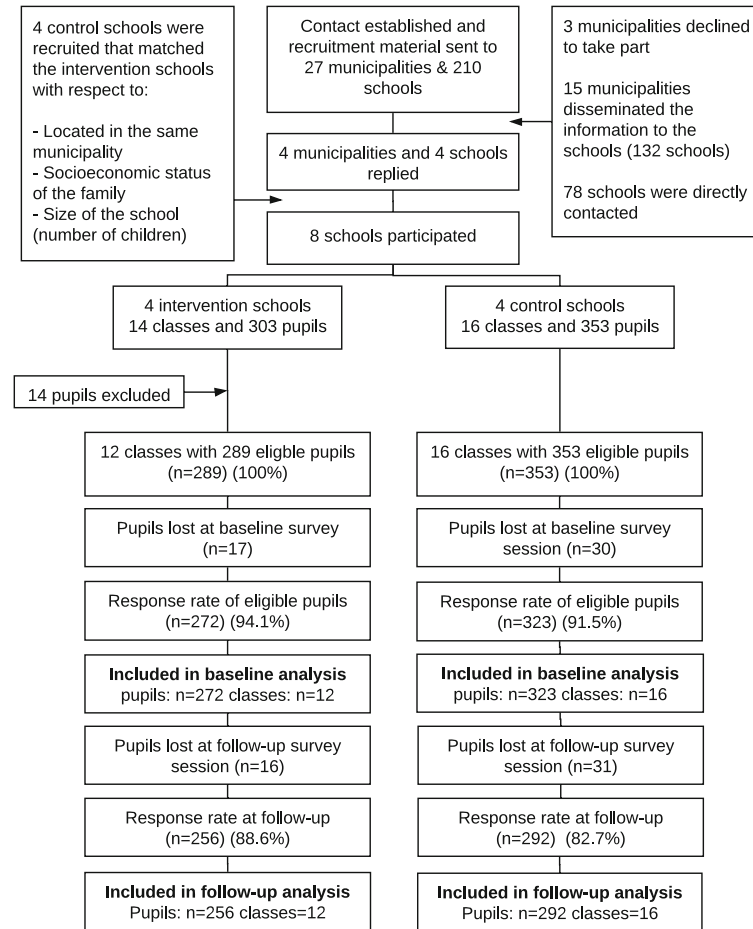 4 control schools were
recruited that matched
the intervention schools
with respect to:
- Located in the same
municipality
- Socioeconomic status
of the family
- Size of the school
(number of children)
Contact established and
recruitment material sent to
27 municipalities & 210
schools
3 municipalities declined
to take part
15 municipalities
disseminated the
information to the
schools (132 schools)
78 schools were directly
contacted
4 municipalities and 4 schools
replied
8 schools participated
4 intervention schools
14 classes and 303 pupils
4 control schools
16 classes and 353 pupils
14 pupils excluded
12 classes with 289 eligble pupils
(n=289) (100%)
16 classes with 353 eligible pupils
(n=353) (100%)
Pupils lost at baseline survey
(n=17)
Pupils lost at baseline survey
session (n=30)
Response rate of eligible pupils
(n=272) (94.1%)
Response rate of eligible pupils
(n=323) (91.5%)
Included in baseline analysis
pupils: n=272 classes: n=12
Included in baseline analysis
pupils: n=323 classes: n=16
Pupils lost at follow-up survey
session (n=16)
Pupils lost at follow-up survey
session (n=31)
Response rate at follow-up
(n=256) (88.6%)
Response rate at follow-up
(n=292) (82.7%)
Included in follow-up analysis
Pupils: n=256 classes=12
Included in follow-up analysis
Pupils: n=292 classes=16